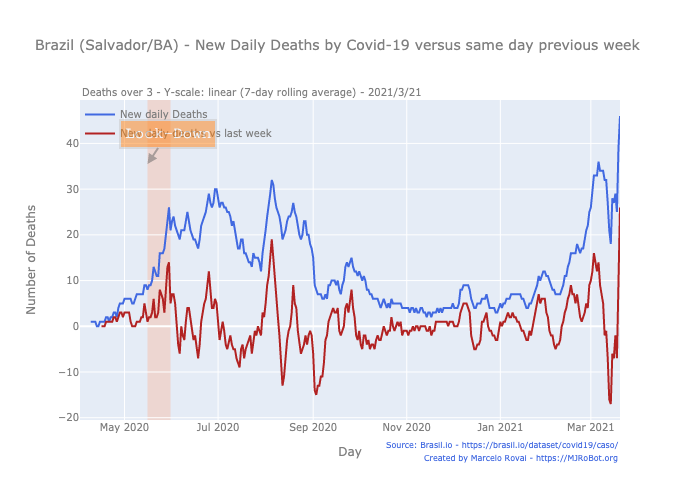 Brazil (Salvador/BA) - New Daily Deaths by Covid-19 versus same day previous week
Deaths over 3 - Y-scale: linear (7-day rolling average) - 2021/3/21
New daily Deaths
New daily deaths vs last week
40
30
20
10
0
−10
−20
Number of Deaths
May 2020
Jul 2020
Sep 2020
Nov 2020
Jan 2021
Mar 2021
Day
Source: Brasil.io - https://brasil.io/dataset/covid19/caso/
Created by Marcelo Rovai - https://MJRoBot.org